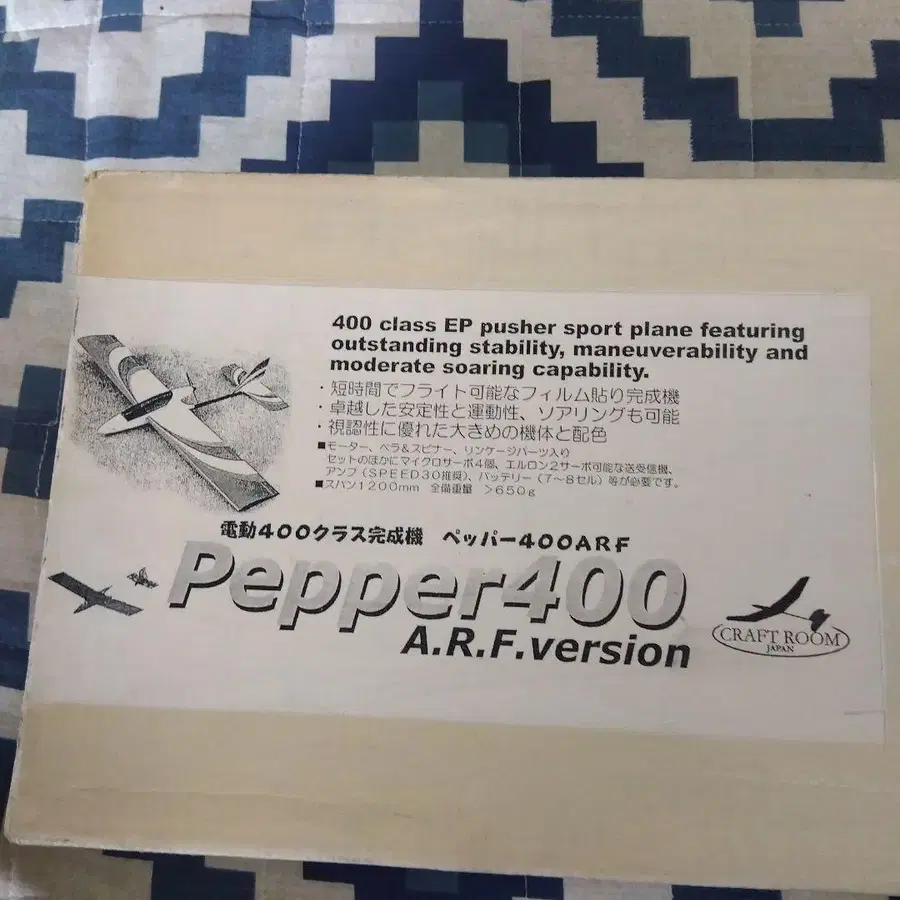 400 class EP pusher sport plane featuring
outstanding stability, maneuverability and
moderate soaring capability.
・短時間でフライト可能なフィルム貼り完成機
・卓越した安定性と運動性、ソアリングも可能
・視認性に優れた大きめの機体と配色
■モーター、ペラ&スピナー、リンケージパーツ入り
セットのほかにマイクロサーボ4個、エルロン2サーボ可能な送受信機、
アンプ(SPEED30推奨)、バッテリー(7～8セル)等が必要です。
■スパン1200mm 全備重量 >650g
電動400クラス完成機 ペッパー400ARF
Pepper400
A.R.F.version
CRAFT ROOM
JAPAN